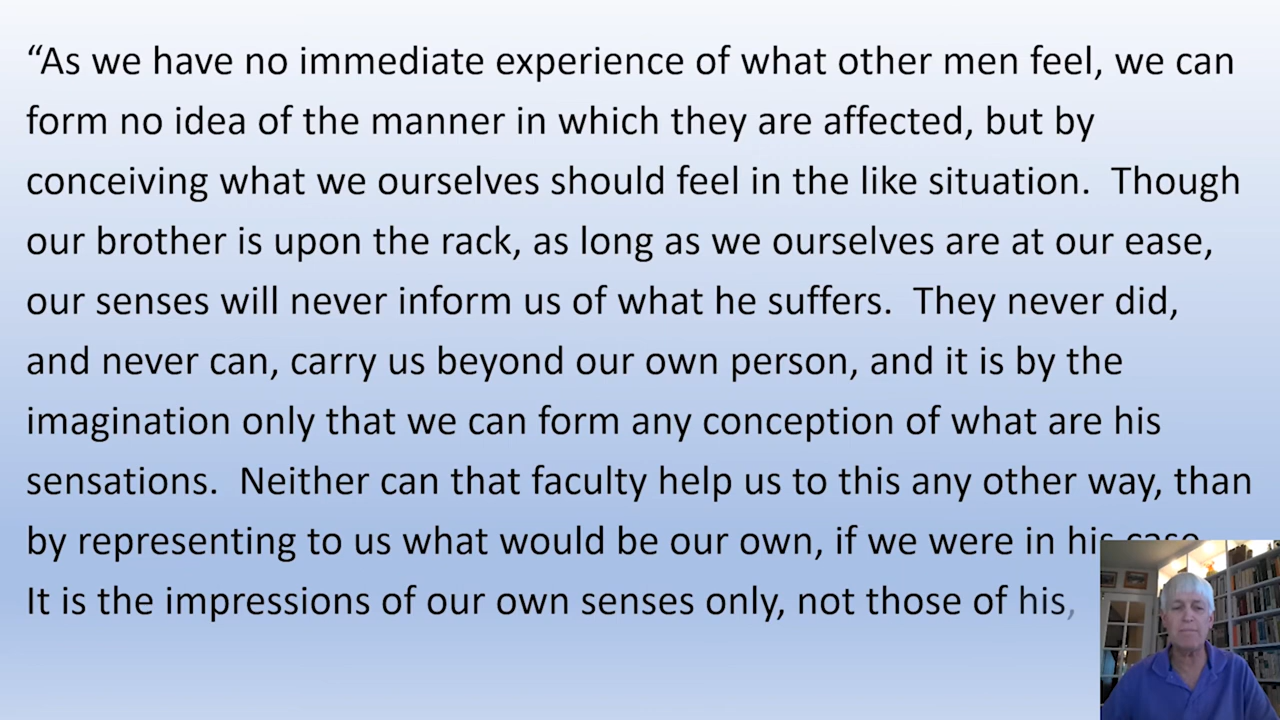 “As we have no immediate experience of what other men feel, we can
form no idea of the manner in which they are affected, but by
conceiving what we ourselves should feel in the like situation.  Though
our brother is upon the rack, as long as we ourselves are at our ease,
our senses will never inform us of what he suffers.  They never did,
and never can, carry us beyond our own person, and it is by the
imagination only that we can form any conception of what are his
sensations.  Neither can that faculty help us to this any other way, than
by representing to us what would be our own, if we were in his case
It is the impressions of our own senses only, not those of his,